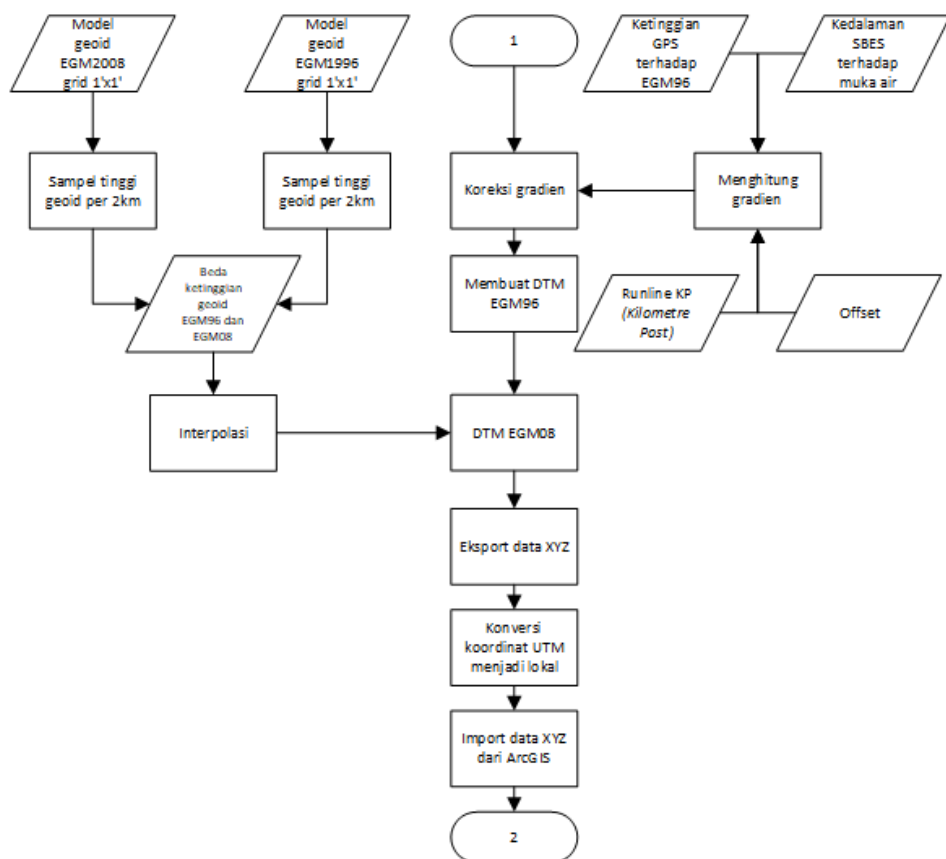 Model
geoid
EGM2008
grid 1'x1'
Model
geoid
EGM1996
grid 1'x1'
1
Ketinggian
GPS
terhadap
EGM96
Kedalaman
SBES
terhadap
muka air
Sampel tinggi
geoid per 2km
Sampel tinggi
geoid per 2km
Koreksi gradien
Menghitung
gradien
Beda
ketinggian
geoid
EGM96 dan
EGM08
Membuat DTM
EGM96
Runline KP
(Kilometre
Post)
Offset
Interpolasi
DTM EGM08
Eksport data XYZ
Konversi
koordinat UTM
menjadi lokal
Import data XYZ
dari ArcGIS
2